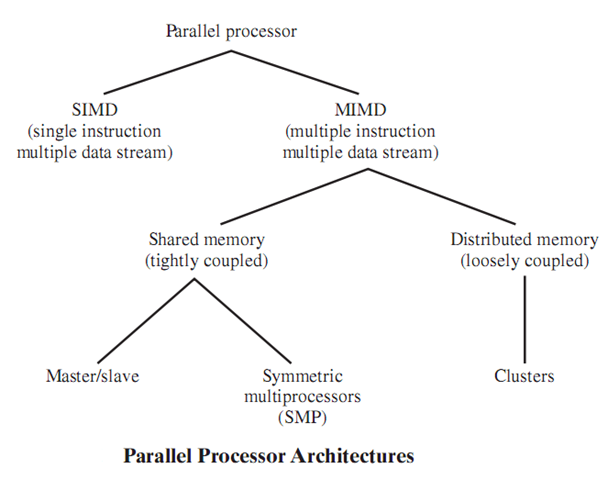 Parallel processor
SIMD
(single instruction
multiple data stream)
MIMD
(multiple instruction
multiple data stream)
Shared memory
(tightly coupled)
Distributed memory
(loosely coupled)
Master/slave
Symmetric
multiprocessors
(SMP)
Clusters
Parallel Processor Architectures